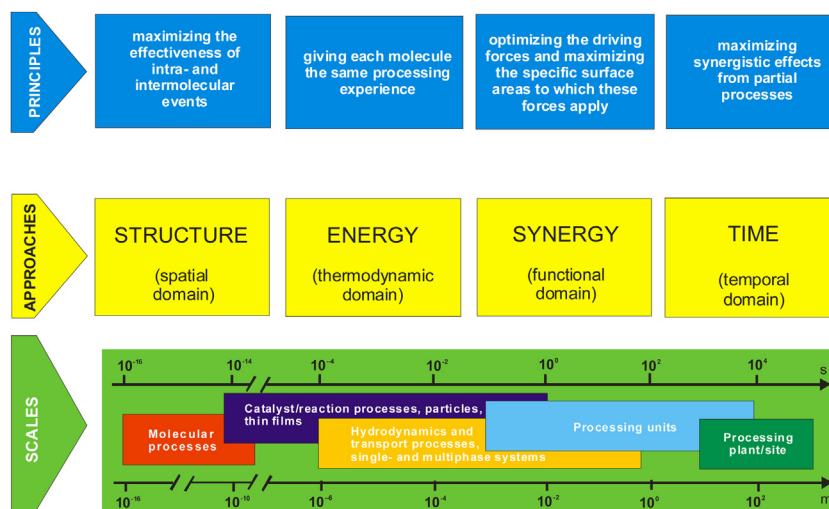 PRINCIPLES
maximizing the
effectiveness of
intra- and
intermolecular
events
giving each molecule
the same processing
experience
optimizing the driving
forces and maximizing
the specific surface
areas to which these
forces apply
maximizing
synergistic effects
from partial
processes
APPROACHES
STRUCTURE
(spatial
domain)
ENERGY
(thermodynamic
domain)
SYNERGY
(functional
domain)
TIME
(temporal
domain)
SCALES
10⁻¹⁶ 10⁻¹⁴ 10⁻⁴ 10⁻² 10⁰ 10² 10⁴ s
Molecular
processes
Catalyst/reaction processes, particles,
thin films
Hydrodynamics and
transport processes,
single- and multiphase systems
Processing units
Processing
plant/site
10⁻¹⁶ 10⁻¹⁰ 10⁻⁶ 10⁻⁴ 10⁻² 10⁰ 10² m